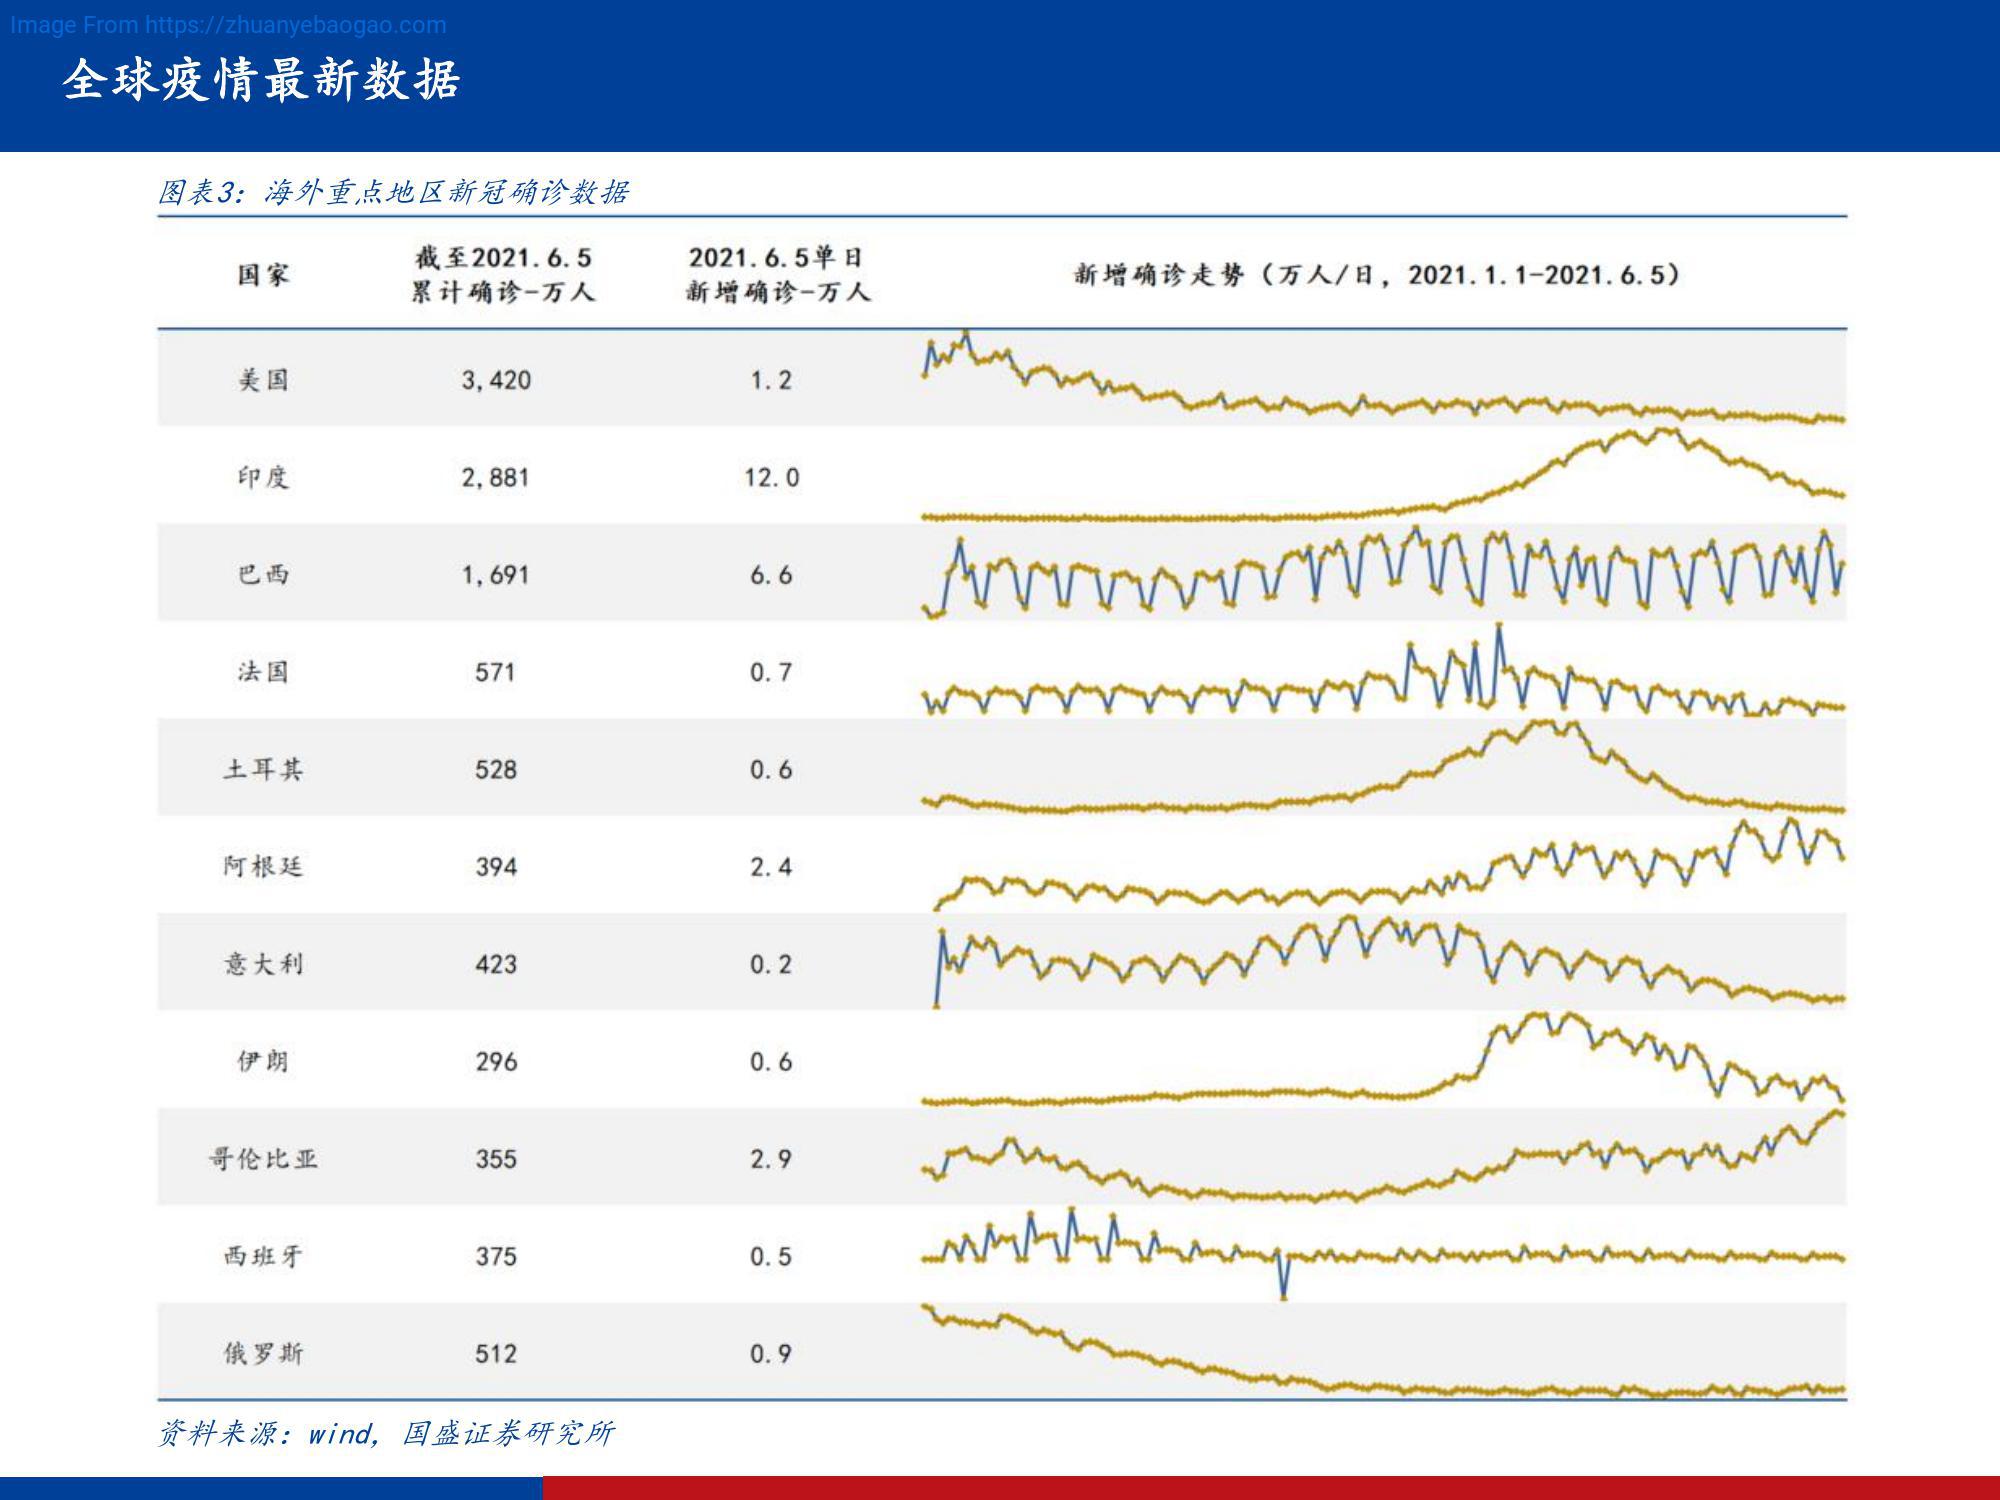 Image From https://zhuanyebaogao.com
全球疫情最新数据
图表3：海外重点地区新冠确诊数据
国家 截至2021.6.5累计确诊-万人 2021.6.5单日新增确诊-万人 新增确诊走势（万人/日，2021.1.1-2021.6.5）
美国 3,420 1.2
印度 2,881 12.0
巴西 1,691 6.6
法国 571 0.7
土耳其 528 0.6
阿根廷 394 2.4
意大利 423 0.2
伊朗 296 0.6
哥伦比亚 355 2.9
西班牙 375 0.5
俄罗斯 512 0.9
资料来源：wind，国盛证券研究所